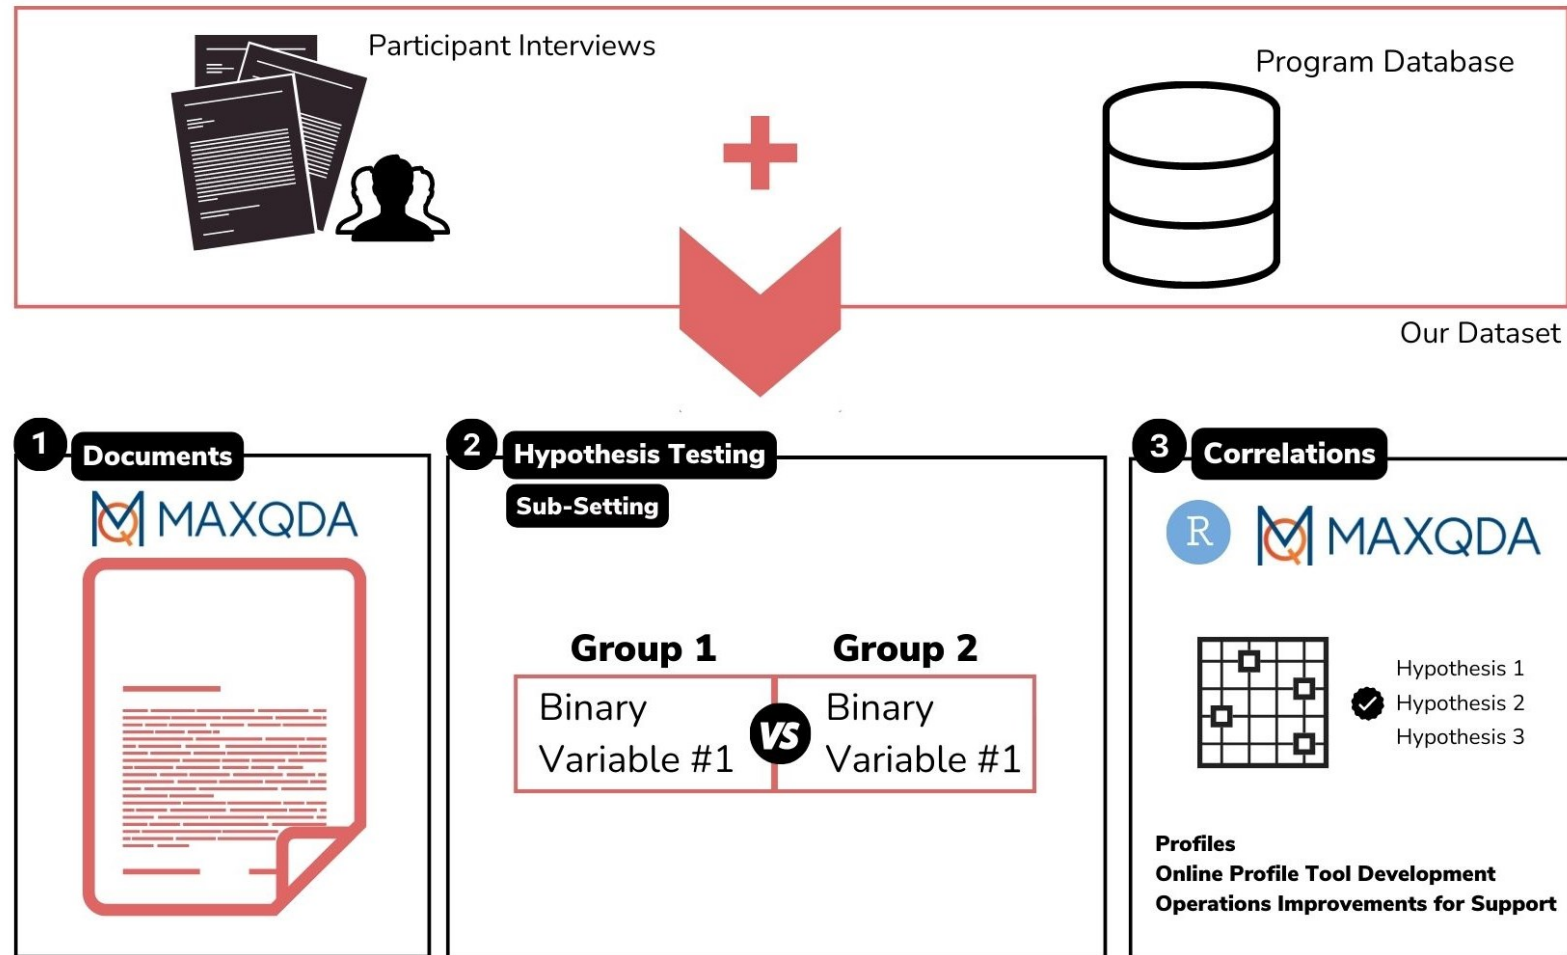 Participant Interviews
Program Database
Our Dataset
1
Documents
MAXQDA
2
Hypothesis Testing
Sub-Setting
Group 1
Group 2
Binary
Variable #1
VS
Binary
Variable #1
3
Correlations
R
MAXQDA
Hypothesis 1
Hypothesis 2
Hypothesis 3
Profiles
Online Profile Tool Development
Operations Improvements for Support